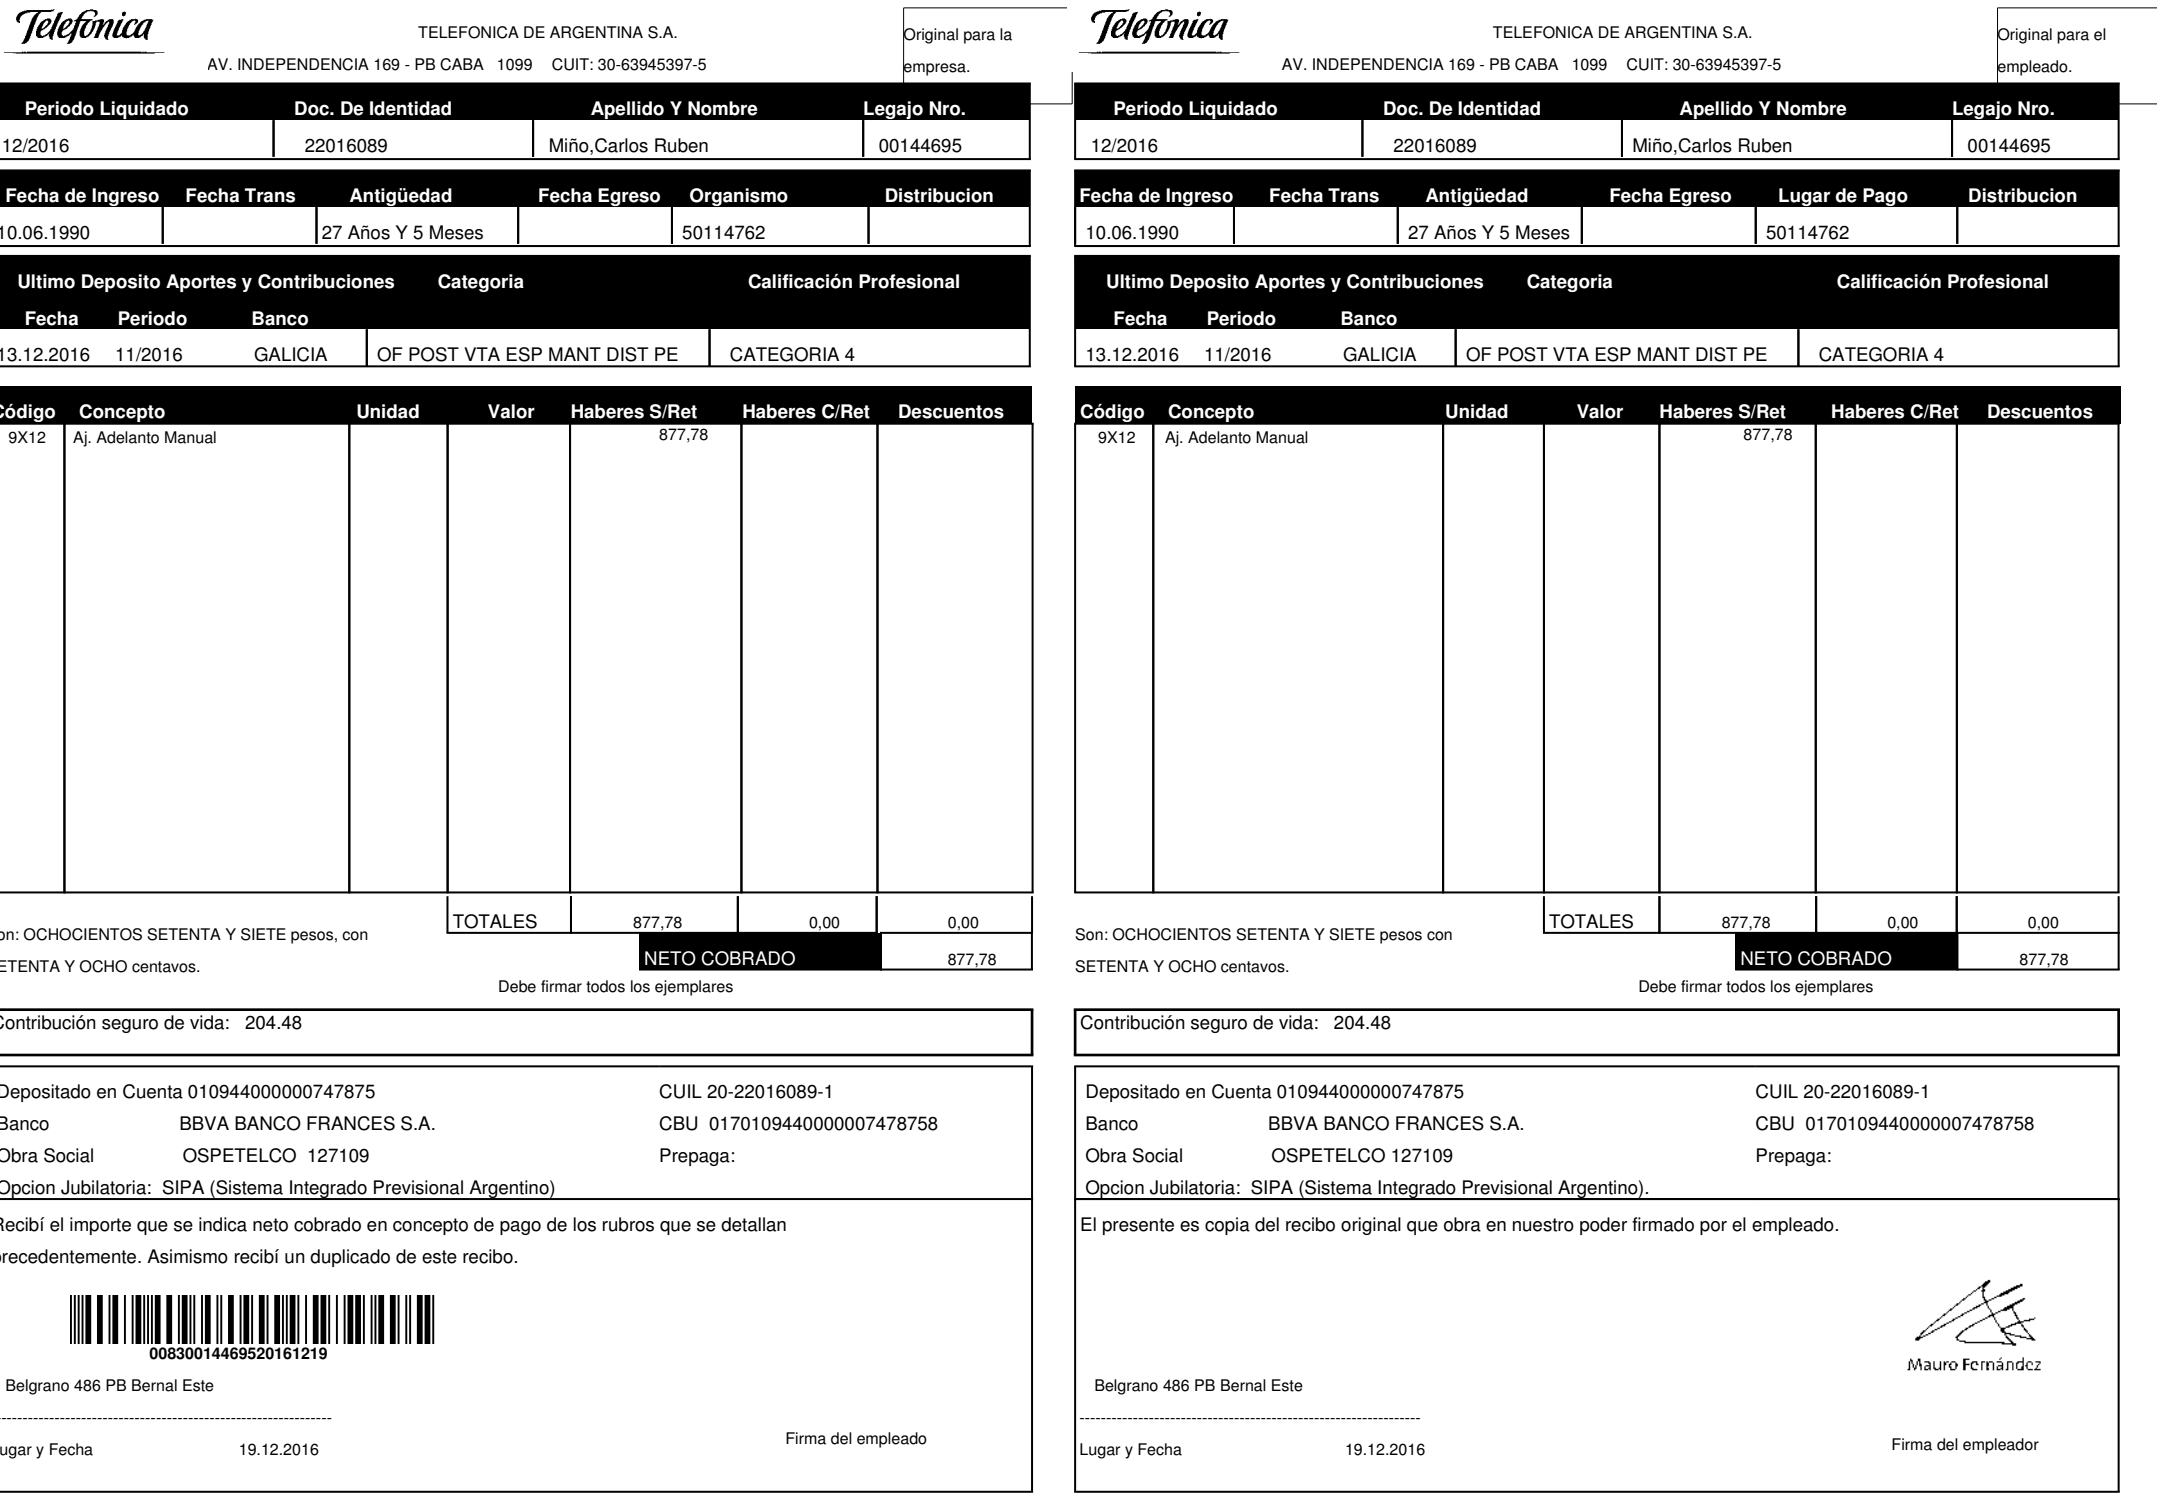 Telefonica
TELEFONICA DE ARGENTINA S.A.
AV. INDEPENDENCIA 169 - PB CABA 1099 CUIT: 30-63945397-5
Original para la
empresa.
Periodo Liquidado Doc. De Identidad Apellido Y Nombre Legajo Nro.
12/2016 22016089 Miño,Carlos Ruben 00144695
Fecha de Ingreso Fecha Trans Antigüedad Fecha Egreso Organismo Distribucion
10.06.1990 27 Años Y 5 Meses 50114762
Ultimo Deposito Aportes y Contribuciones Categoria Calificación Profesional
Fecha Periodo Banco
13.12.2016 11/2016 GALICIA OF POST VTA ESP MANT DIST PE CATEGORIA 4
Código Concepto Unidad Valor Haberes S/Ret Haberes C/Ret Descuentos
9X12 Aj. Adelanto Manual 877,78
TOTALES 877,78 0,00 0,00
on: OCHOCIENTOS SETENTA Y SIETE pesos, con
ETENTA Y OCHO centavos.
NETO COBRADO 877,78
Debe firmar todos los ejemplares
Contribución seguro de vida: 204.48
Depositado en Cuenta 010944000000747875 CUIL 20-22016089-1
Banco BBVA BANCO FRANCES S.A. CBU 0170109440000007478758
Obra Social OSPETELCO 127109 Prepaga:
Opcion Jubilatoria: SIPA (Sistema Integrado Previsional Argentino)
Recibí el importe que se indica neto cobrado en concepto de pago de los rubros que se detallan
precedentemente. Asimismo recibí un duplicado de este recibo.
00830014469520161219
Belgrano 486 PB Bernal Este
----------------------------------------------------------------
ugar y Fecha 19.12.2016
Firma del empleado
Telefonica
TELEFONICA DE ARGENTINA S.A.
AV. INDEPENDENCIA 169 - PB CABA 1099 CUIT: 30-63945397-5
Original para el
empleado.
Periodo Liquidado Doc. De Identidad Apellido Y Nombre Legajo Nro.
12/2016 22016089 Miño,Carlos Ruben 00144695
Fecha de Ingreso Fecha Trans Antigüedad Fecha Egreso Lugar de Pago Distribucion
10.06.1990 27 Años Y 5 Meses 50114762
Ultimo Deposito Aportes y Contribuciones Categoria Calificación Profesional
Fecha Periodo Banco
13.12.2016 11/2016 GALICIA OF POST VTA ESP MANT DIST PE CATEGORIA 4
Código Concepto Unidad Valor Haberes S/Ret Haberes C/Ret Descuentos
9X12 Aj. Adelanto Manual 877,78
TOTALES 877,78 0,00 0,00
Son: OCHOCIENTOS SETENTA Y SIETE pesos con
SETENTA Y OCHO centavos.
NETO COBRADO 877,78
Debe firmar todos los ejemplares
Contribución seguro de vida: 204.48
Depositado en Cuenta 010944000000747875 CUIL 20-22016089-1
Banco BBVA BANCO FRANCES S.A. CBU 0170109440000007478758
Obra Social OSPETELCO 127109 Prepaga:
Opcion Jubilatoria: SIPA (Sistema Integrado Previsional Argentino).
El presente es copia del recibo original que obra en nuestro poder firmado por el empleado.
Mauro Fernández
Belgrano 486 PB Bernal Este
----------------------------------------------------------------
Lugar y Fecha 19.12.2016
Firma del empleador